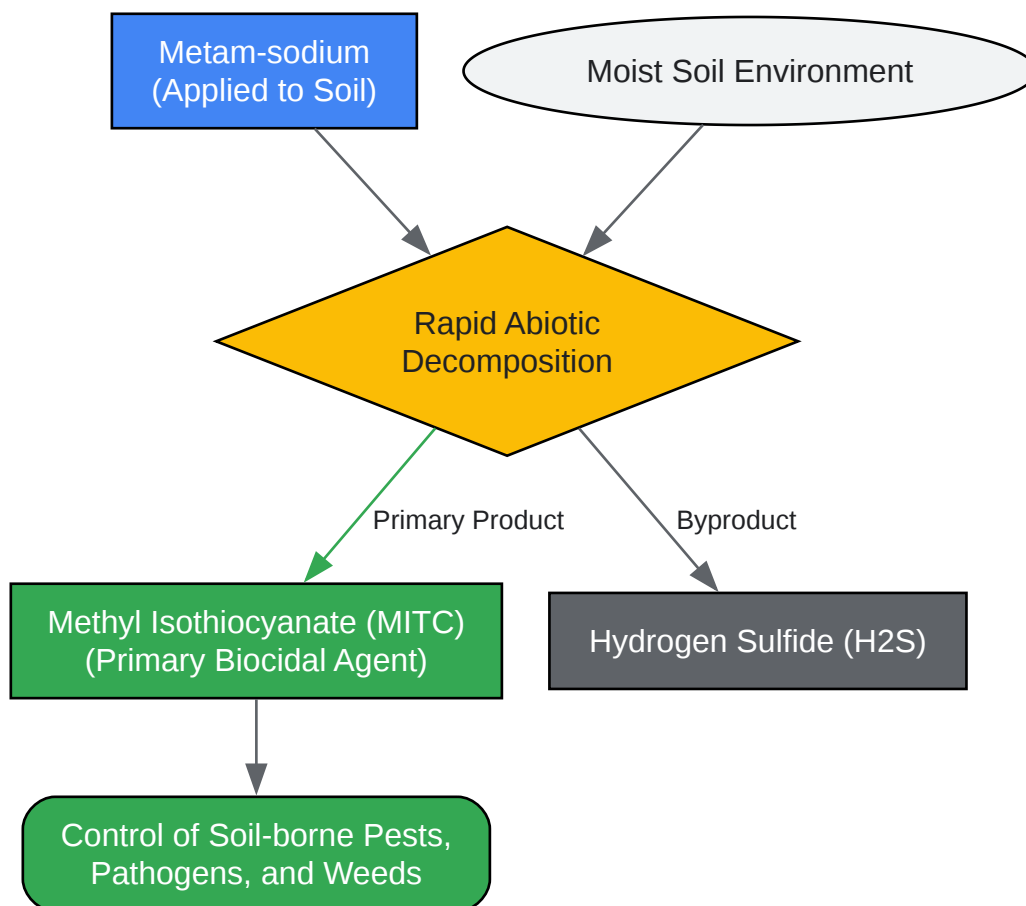 Metam-sodium
(Applied to Soil)
Moist Soil Environment
Rapid Abiotic
Decomposition
Primary Product
Byproduct
Methyl Isothiocyanate (MITC)
(Primary Biocidal Agent)
Hydrogen Sulfide (H2S)
Control of Soil-borne Pests,
Pathogens, and Weeds